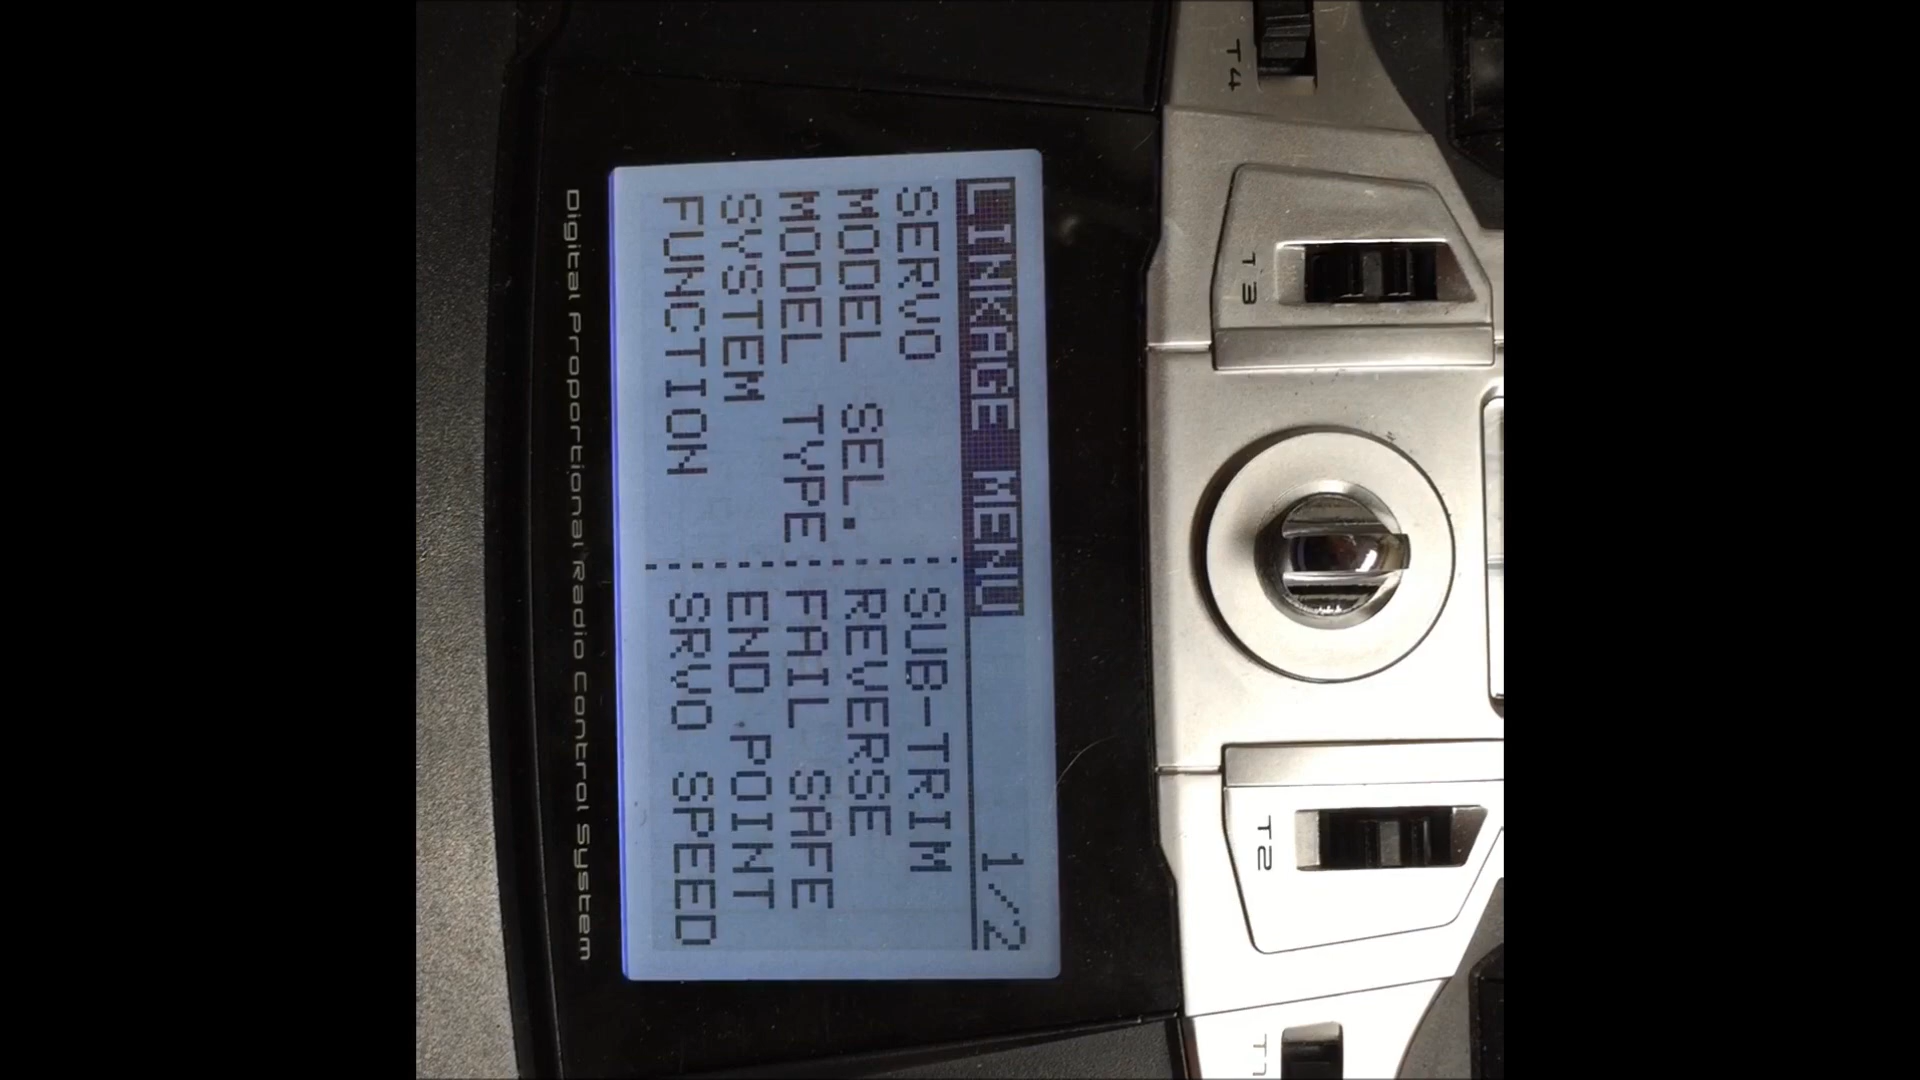 T4
T3
T2
T1
LINKAGE MENU 1/2
SERVO SUB-TRIM
MODEL SEL. REVERSE
MODEL TYPE FAIL SAFE
SYSTEM END POINT
FUNCTION SRVO SPEED
Digital Proportional Radio Control System